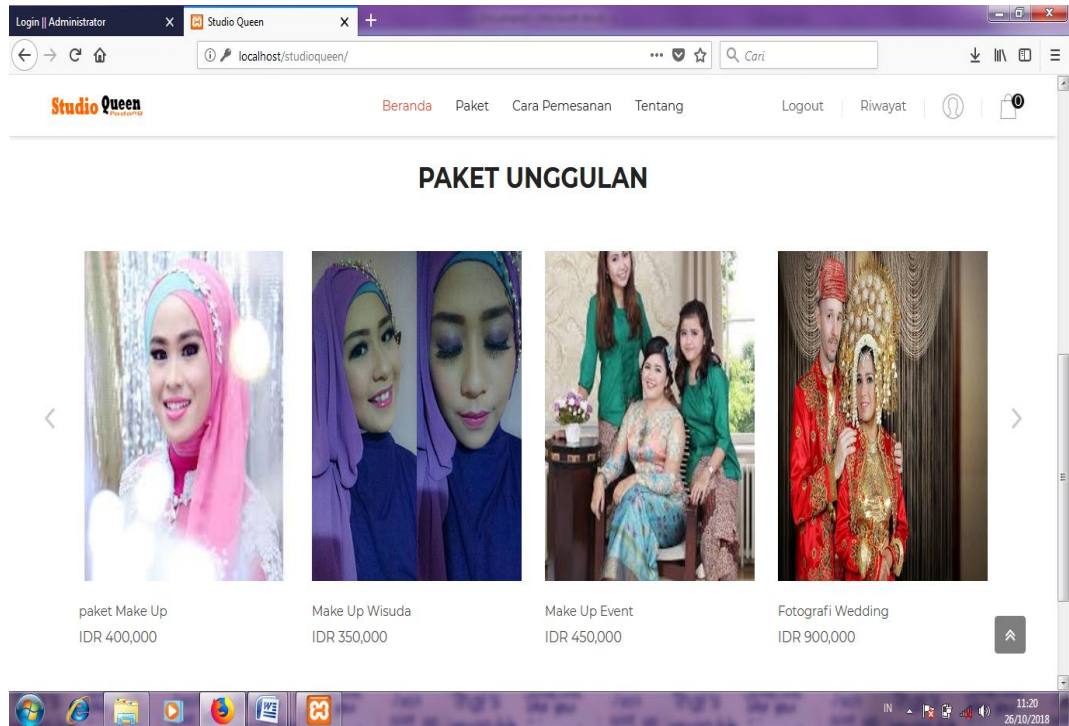 Login || Administrator X Studio Queen X +
localhost/studioqueen/ Cari
Studio Queen Padang Beranda Paket Cara Pemesanan Tentang Logout Riwayat 0
PAKET UNGGULAN
paket Make Up Make Up Wisuda Make Up Event Fotografi Wedding
IDR 400,000 IDR 350,000 IDR 450,000 IDR 900,000
IN 11:20
26/10/2018